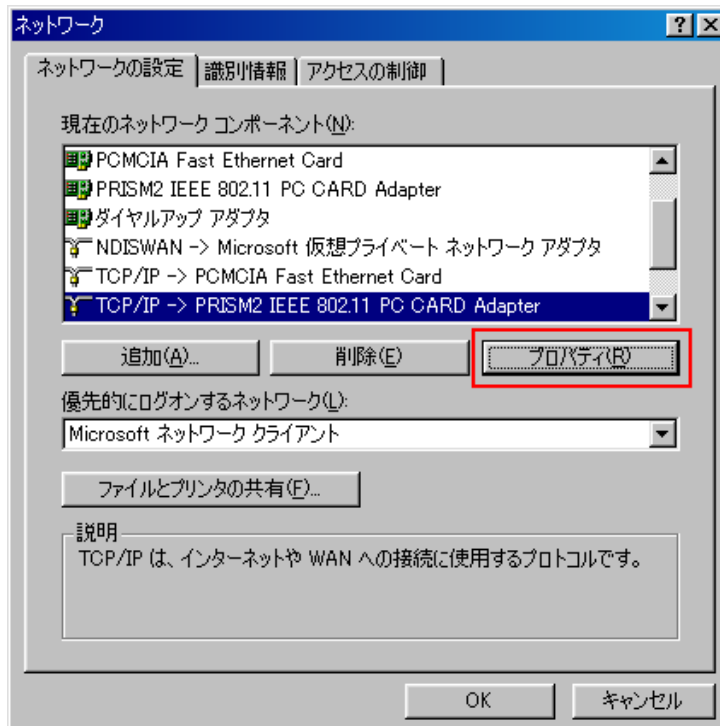 ネットワーク
ネットワークの設定 識別情報 アクセスの制御
現在のネットワーク コンポーネント(N):
PCMCIA Fast Ethernet Card
PRISM2 IEEE 802.11 PC CARD Adapter
ダイヤルアップ アダプタ
NDISWAN -> Microsoft 仮想プライベート ネットワーク アダプタ
TCP/IP -> PCMCIA Fast Ethernet Card
TCP/IP -> PRISM2 IEEE 802.11 PC CARD Adapter
追加(A)... 削除(E) プロパティ(R)
優先的にログオンするネットワーク(L):
Microsoft ネットワーク クライアント
ファイルとプリンタの共有(F)...
説明
TCP/IP は、インターネットや WAN への接続に使用するプロトコルです。
OK キャンセル